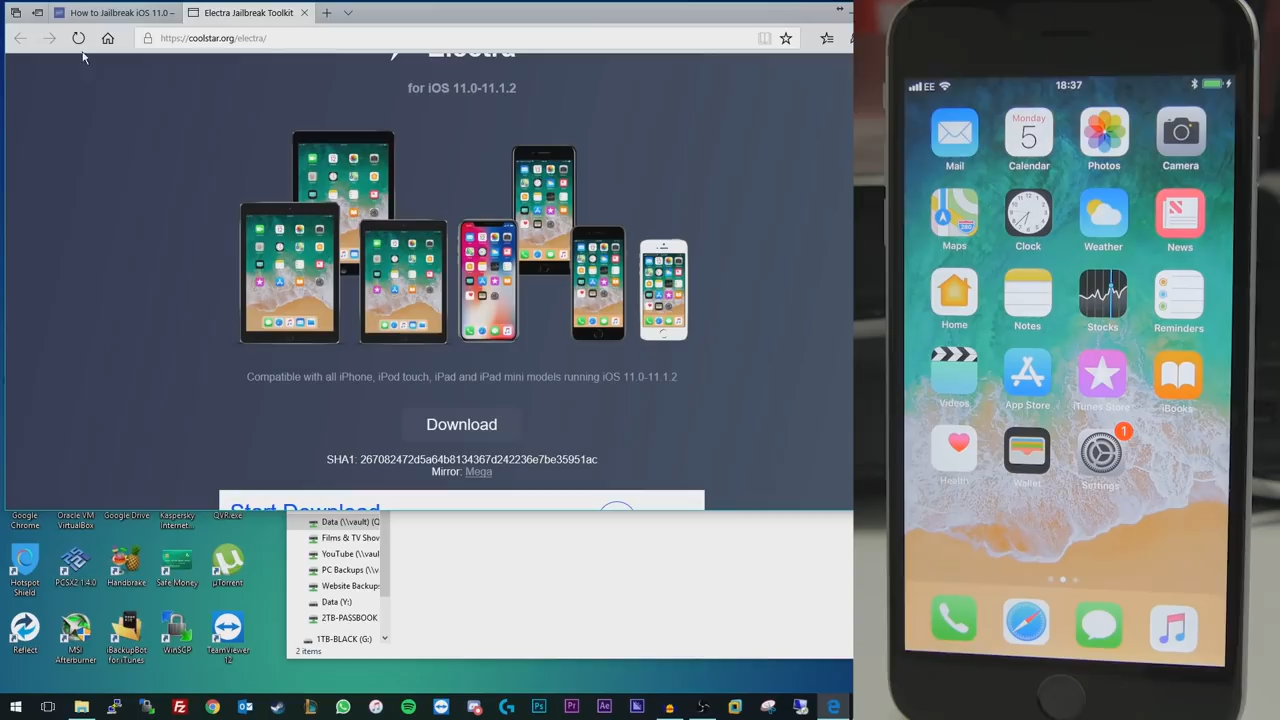 How to Jailbreak iOS 11.0 –
Electra Jailbreak Toolkit
https://coolstar.org/electra/
Electra
for iOS 11.0-11.1.2
Compatible with all iPhone, iPod touch, iPad and iPad mini models running iOS 11.0-11.1.2
Download
SHA1: 267082472d5a64b8134367d242236e7be35951ac
Mirror: Mega
Start Download
Google Chrome
Oracle VM VirtualBox
Google Drive
Kaspersky Internet...
QVR.exe
Hotspot Shield
PCSX2 1.4.0
Handbrake
Safe Money
µTorrent
Reflect
MSI Afterburner
iBackupBot for iTunes
WinSCP
TeamViewer 12
Data (\\vault) (Q
Films & TV Show
YouTube (\\vaul
PC Backups (\\v
Website Backups
Data (Y:)
2TB-PASSBOOK
1TB-BLACK (G:)
2 items
EE
18:37
Monday
5
Mail
Calendar
Photos
Camera
Maps
Clock
Weather
News
Home
Notes
Stocks
Reminders
Videos
App Store
iTunes Store
iBooks
Health
Wallet
1
Settings